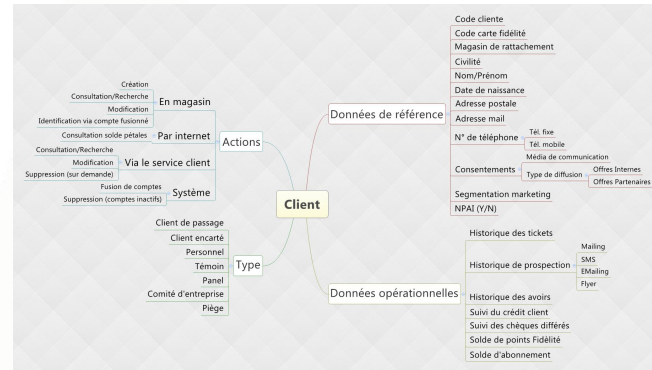 Client
Données de référence
Code cliente
Code carte fidélité
Magasin de rattachement
Civilité
Nom/Prénom
Date de naissance
Adresse postale
Adresse mail
N° de téléphone
Tél. fixe
Tél. mobile
Consentements
Média de communication
Type de diffusion
Offres Internes
Offres Partenaires
Segmentation marketing
NPAI (Y/N)
Données opérationnelles
Historique des tickets
Historique de prospection
Mailing
SMS
EMailing
Flyer
Historique des avoirs
Suivi du crédit client
Suivi des chèques différés
Solde de points Fidélité
Solde d'abonnement
Actions
En magasin
Création
Consultation/Recherche
Modification
Identification via compte fusionné
Par internet
Consultation solde pétales
Via le service client
Consultation/Recherche
Modification
Suppression (sur demande)
Système
Fusion de comptes
Suppression (comptes inactifs)
Type
Client de passage
Client encarté
Personnel
Témoin
Panel
Comité d'entreprise
Piège